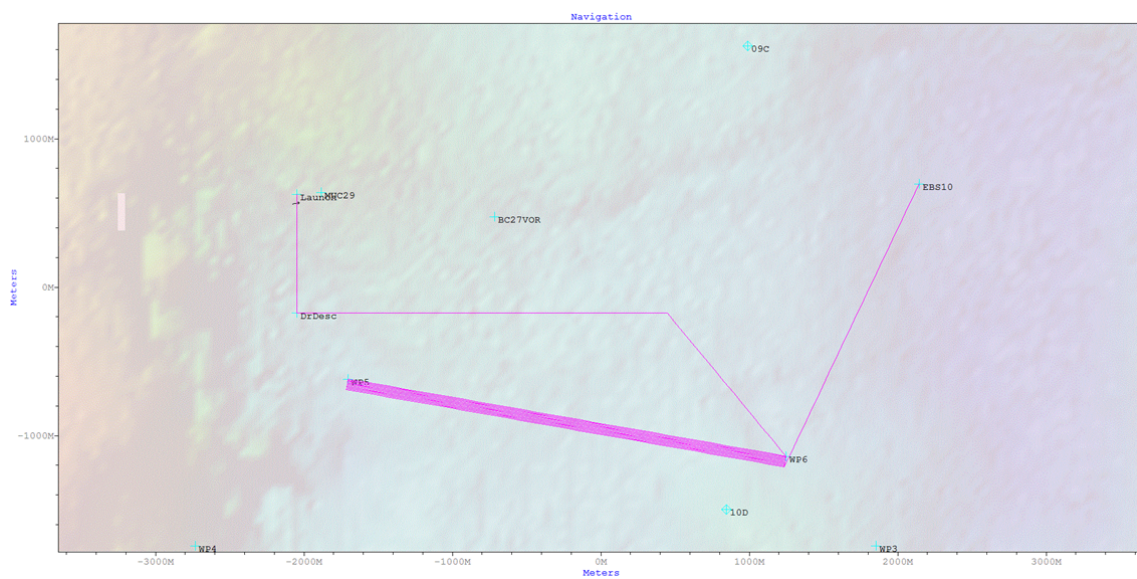 Navigation
09C
1000M
Launch
MUC29
EBS10
BC27VOR
Meters
0M
DrDesc
WP5
-1000M
WP6
10D
WP4
WP3
-3000M
-2000M
-1000M
0M
1000M
2000M
3000M
Meters